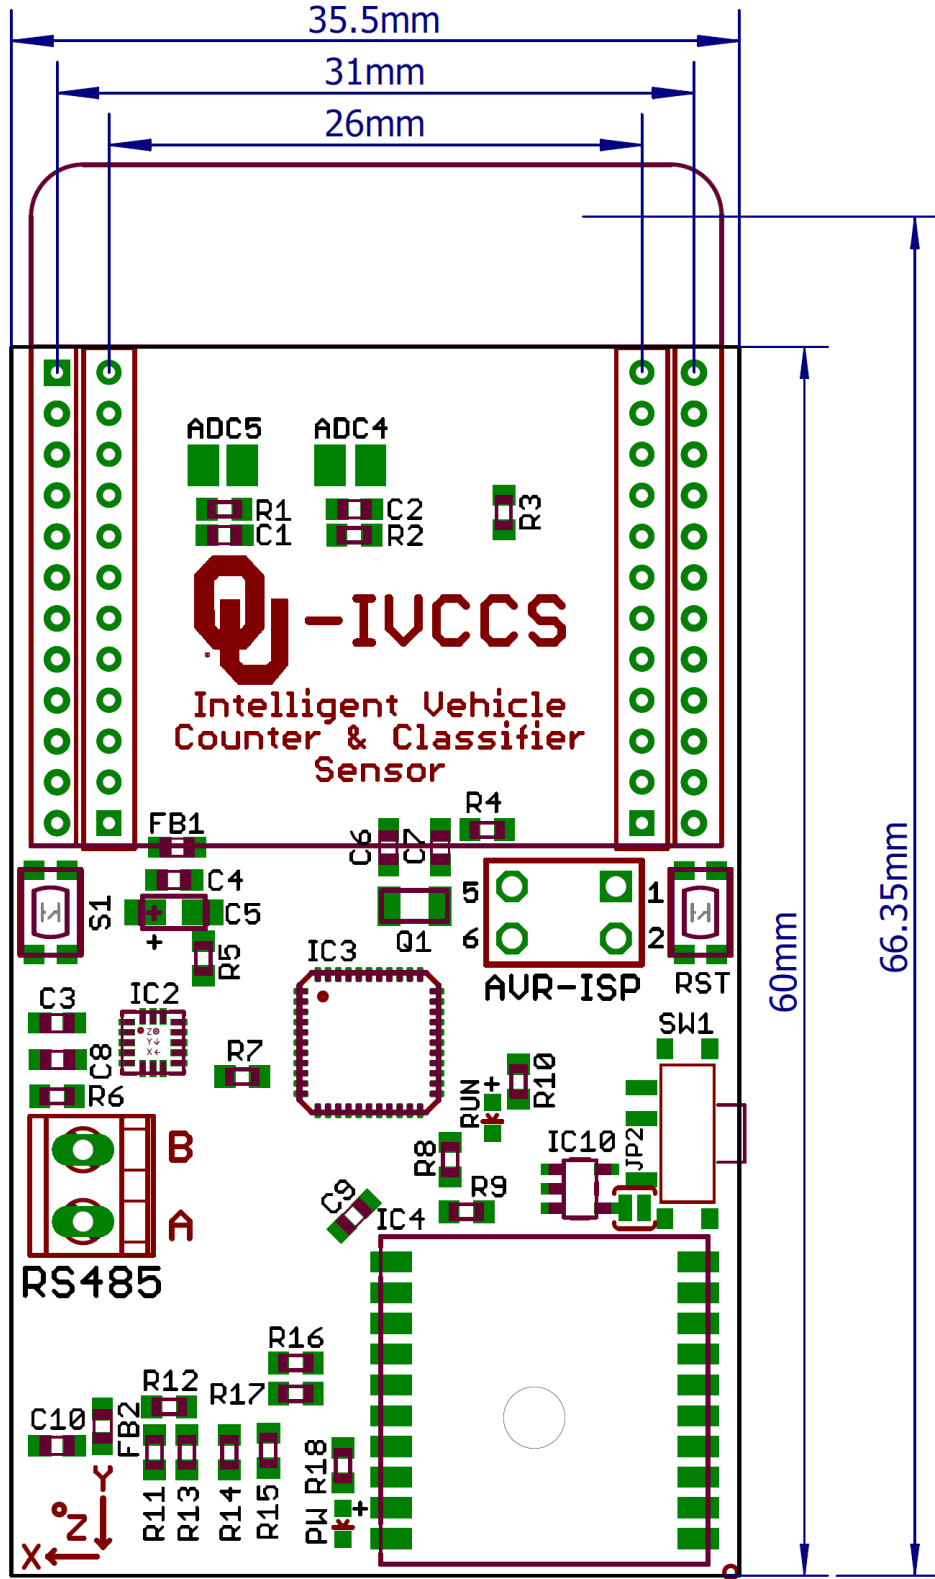 35.5mm
31mm
26mm
ADC5 ADC4
R1 C2 R3
C1 R2
OU-IVCCS
Intelligent Vehicle
Counter & Classifier
Sensor
FB1 C6 C7 R4
C4
S1 + C5 Q1 5 1
+ 6 2
R5 IC3 AVR-ISP RST
60mm
66.35mm
C3 IC2 SW1
Z
Y
X
C8 R7 RUN + R10
R6
B R8 IC10 JP2
A C9 R9
IC4
RS485
R16
R12 R17
C10 FB2 R18
Y R11 R13 R14 R15 PW +
Z
X